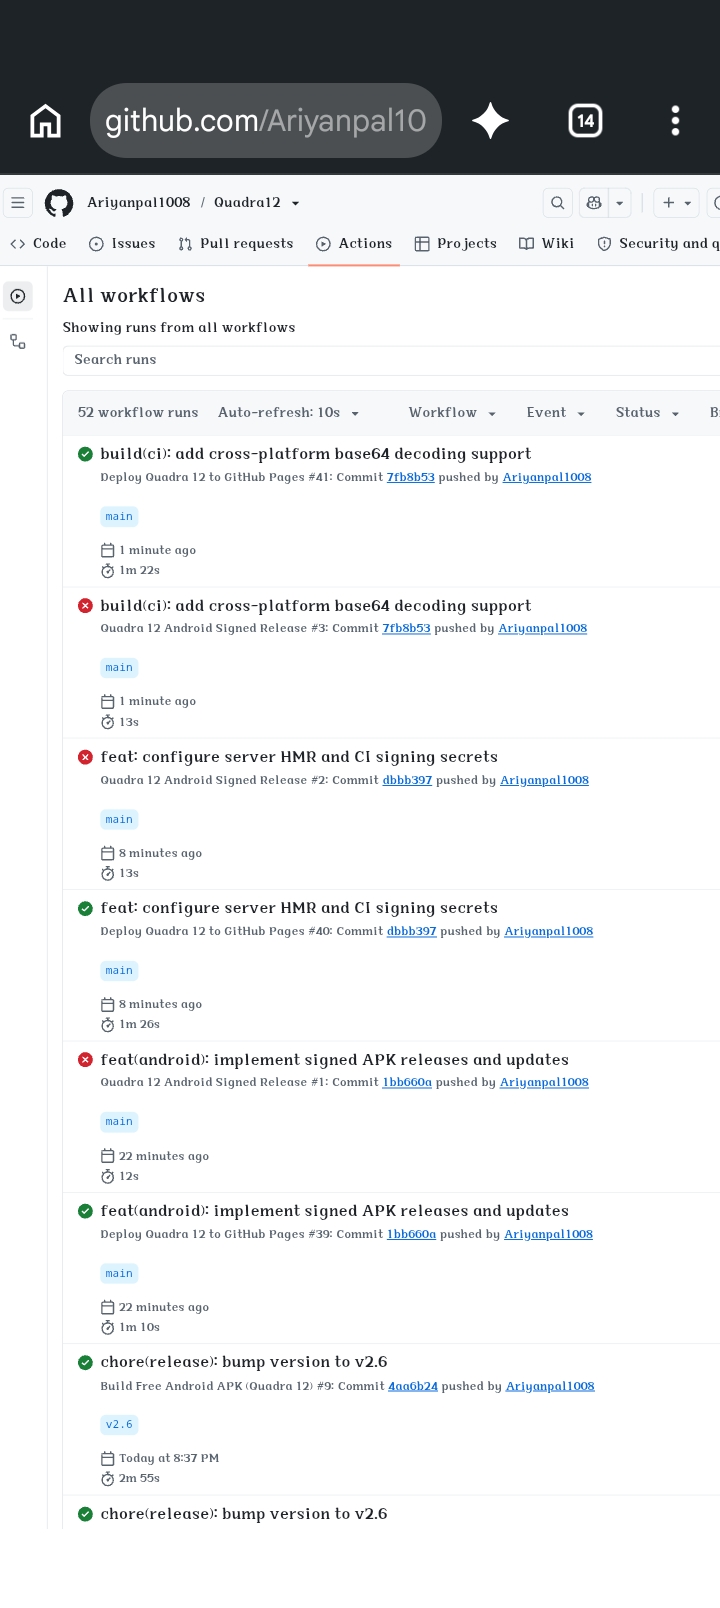 github.com/Ariyanpal10
14
Ariyanpal1008 / Quadra12
Code Issues Pull requests Actions Projects Wiki Security and q
All workflows
Showing runs from all workflows
Search runs
52 workflow runs Auto-refresh: 10s Workflow Event Status B
build(ci): add cross-platform base64 decoding support
Deploy Quadra 12 to GitHub Pages #41: Commit 7fb8b53 pushed by Ariyanpal1008
main
1 minute ago
1m 22s
build(ci): add cross-platform base64 decoding support
Quadra 12 Android Signed Release #3: Commit 7fb8b53 pushed by Ariyanpal1008
main
1 minute ago
13s
feat: configure server HMR and CI signing secrets
Quadra 12 Android Signed Release #2: Commit dbbb397 pushed by Ariyanpal1008
main
8 minutes ago
13s
feat: configure server HMR and CI signing secrets
Deploy Quadra 12 to GitHub Pages #40: Commit dbbb397 pushed by Ariyanpal1008
main
8 minutes ago
1m 26s
feat(android): implement signed APK releases and updates
Quadra 12 Android Signed Release #1: Commit 1bb660a pushed by Ariyanpal1008
main
22 minutes ago
12s
feat(android): implement signed APK releases and updates
Deploy Quadra 12 to GitHub Pages #39: Commit 1bb660a pushed by Ariyanpal1008
main
22 minutes ago
1m 10s
chore(release): bump version to v2.6
Build Free Android APK (Quadra 12) #9: Commit 4aa6b24 pushed by Ariyanpal1008
v2.6
Today at 8:37 PM
2m 55s
chore(release): bump version to v2.6